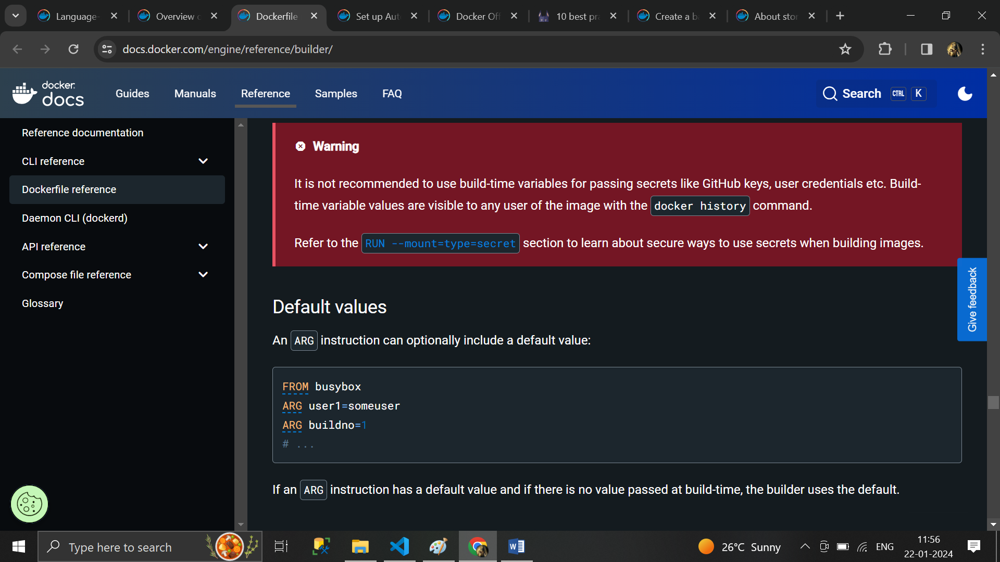 Language-
Overview
Dockerfile
Set up Aut
Docker Off
10 best pr
Create a b
About stor
docs.docker.com/engine/reference/builder/
docker
docs
Guides
Manuals
Reference
Samples
FAQ
Search
CTRL
K
Reference documentation
CLI reference
Dockerfile reference
Daemon CLI (dockerd)
API reference
Compose file reference
Glossary
Warning
It is not recommended to use build-time variables for passing secrets like GitHub keys, user credentials etc. Build-
time variable values are visible to any user of the image with the docker history command.
Refer to the RUN --mount=type=secret section to learn about secure ways to use secrets when building images.
Give feedback
Default values
An ARG instruction can optionally include a default value:
FROM busybox
ARG user1=someuser
ARG buildno=1
# ...
If an ARG instruction has a default value and if there is no value passed at build-time, the builder uses the default.
Type here to search
26°C Sunny
ENG
11:56
22-01-2024